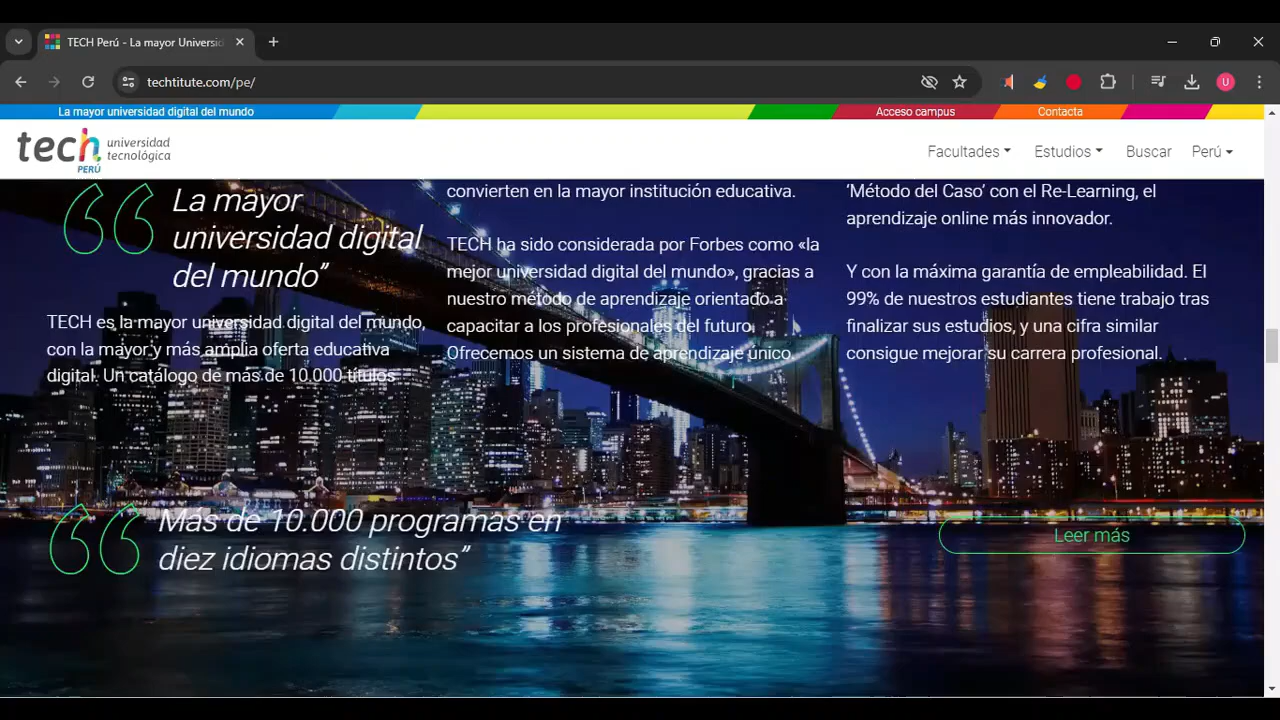 TECH Perú - La mayor Universid
techtitute.com/pe/
U
La mayor universidad digital del mundo
Acceso campus
Contacta
tech universidad
tecnológica
PERÚ
Facultades
Estudios
Buscar
Perú
La mayor
universidad digital
del mundo”
TECH es la mayor universidad digital del mundo,
con la mayor y más amplia oferta educativa
digital. Un catálogo de más de 10.000 títulos
convierten en la mayor institución educativa.
TECH ha sido considerada por Forbes como «la
mejor universidad digital del mundo», gracias a
nuestro método de aprendizaje orientado a
capacitar a los profesionales del futuro.
Ofrecemos un sistema de aprendizaje único,
‘Método del Caso’ con el Re-Learning, el
aprendizaje online más innovador.
Y con la máxima garantía de empleabilidad. El
99% de nuestros estudiantes tiene trabajo tras
finalizar sus estudios, y una cifra similar
consigue mejorar su carrera profesional.
Más de 10.000 programas en
diez idiomas distintos”
Leer más